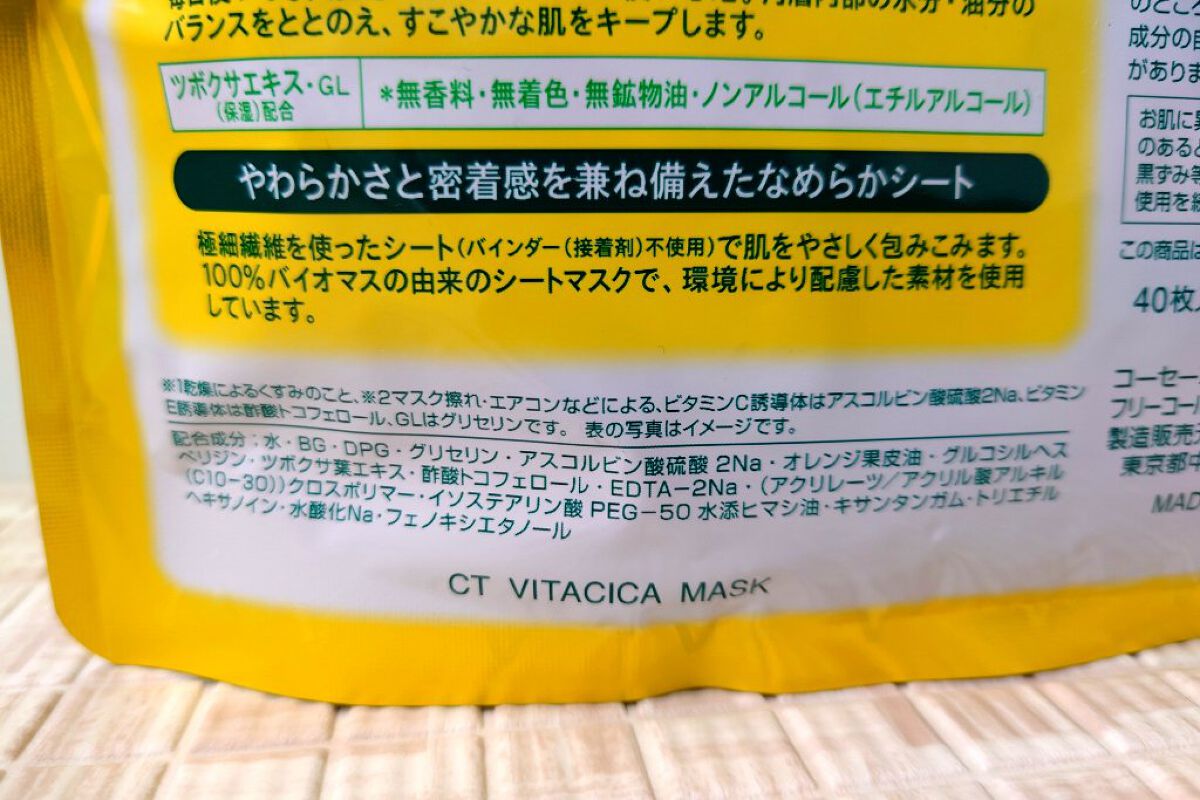 バランスをととのえ、すこやかな肌をキープします。
ツボクサエキス・GL
(保湿)配合
*無香料・無着色・無鉱物油・ノンアルコール(エチルアルコール)
やわらかさと密着感を兼ね備えたなめらかシート
極細繊維を使ったシート(バインダー(接着剤)不使用)で肌をやさしく包みこみます。
100%バイオマスの由来のシートマスクで、環境により配慮した素材を使用
しています。
※1乾燥によるくすみのこと、※2マスク擦れ・エアコンなどによる、ビタミンC誘導体はアスコルビン酸硫酸2Na、ビタミン
E誘導体は酢酸トコフェロール、GLはグリセリンです。 表の写真はイメージです。
配合成分:水・BG・DPG・グリセリン・アスコルビン酸硫酸 2Na・オレンジ果皮油・グルコシルヘス
ペリジン・ツボクサ葉エキス・酢酸トコフェロール・EDTA-2Na・(アクリレーツ/アクリル酸アルキル
(C10-30))クロスポリマー・イソステアリン酸 PEG-50 水添ヒマシ油・キサンタンガム・トリエチル
ヘキサノイン・水酸化Na・フェノキシエタノール
CT VITACICA MASK
のとこ
成分の
があり
お肌に
のあると
黒ずみ等
使用を
この商品は
40枚
コーセー
フリーコー
製造販売
東京都中
MAD